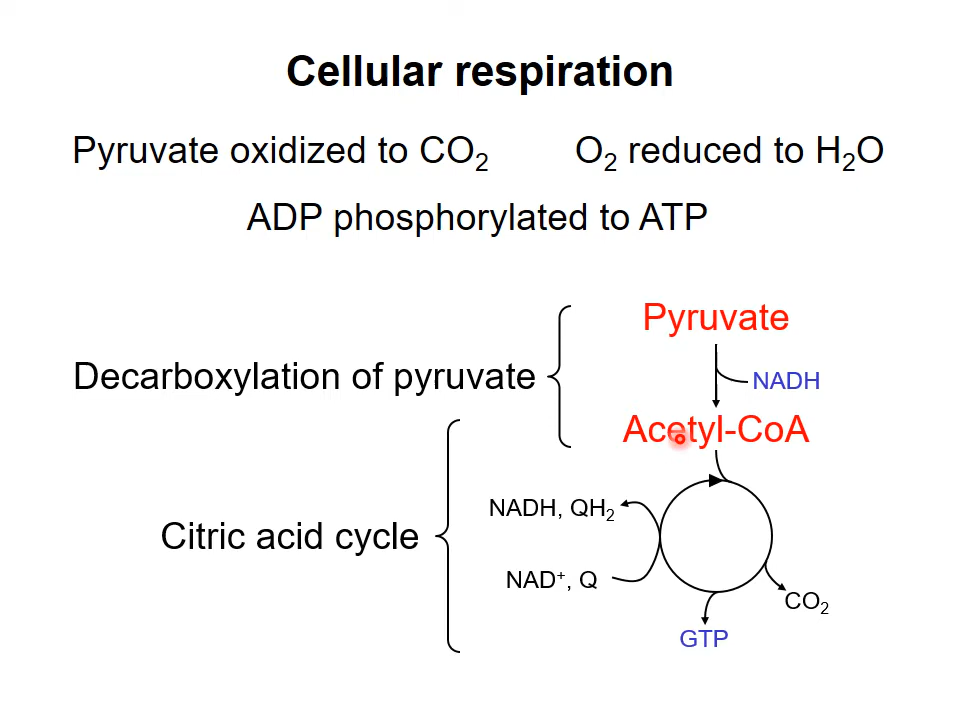 Cellular respiration
Pyruvate oxidized to CO₂
O₂ reduced to H₂O
ADP phosphorylated to ATP
Pyruvate
Decarboxylation of pyruvate
NADH
Acetyl-CoA
NADH, QH₂
Citric acid cycle
NAD⁺, Q
CO₂
GTP